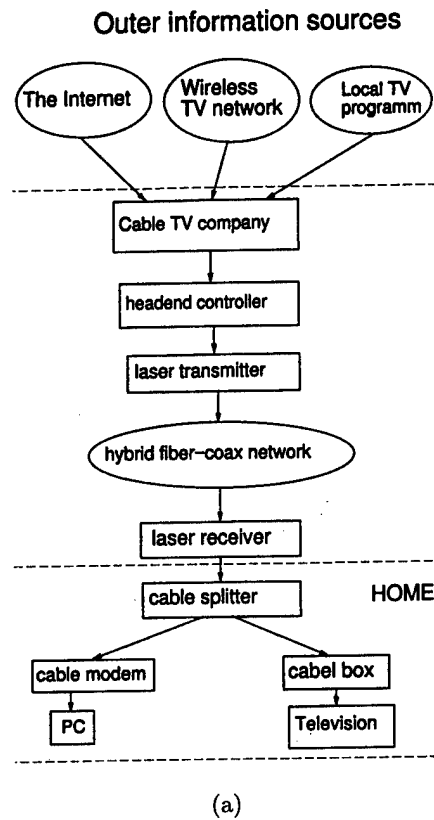 Outer information sources
The Internet
Wireless
TV network
Local TV
programm
Cable TV company
headend controller
laser transmitter
hybrid fiber-coax network
laser receiver
cable splitter
HOME
cable modem
cabel box
PC
Television
(a)